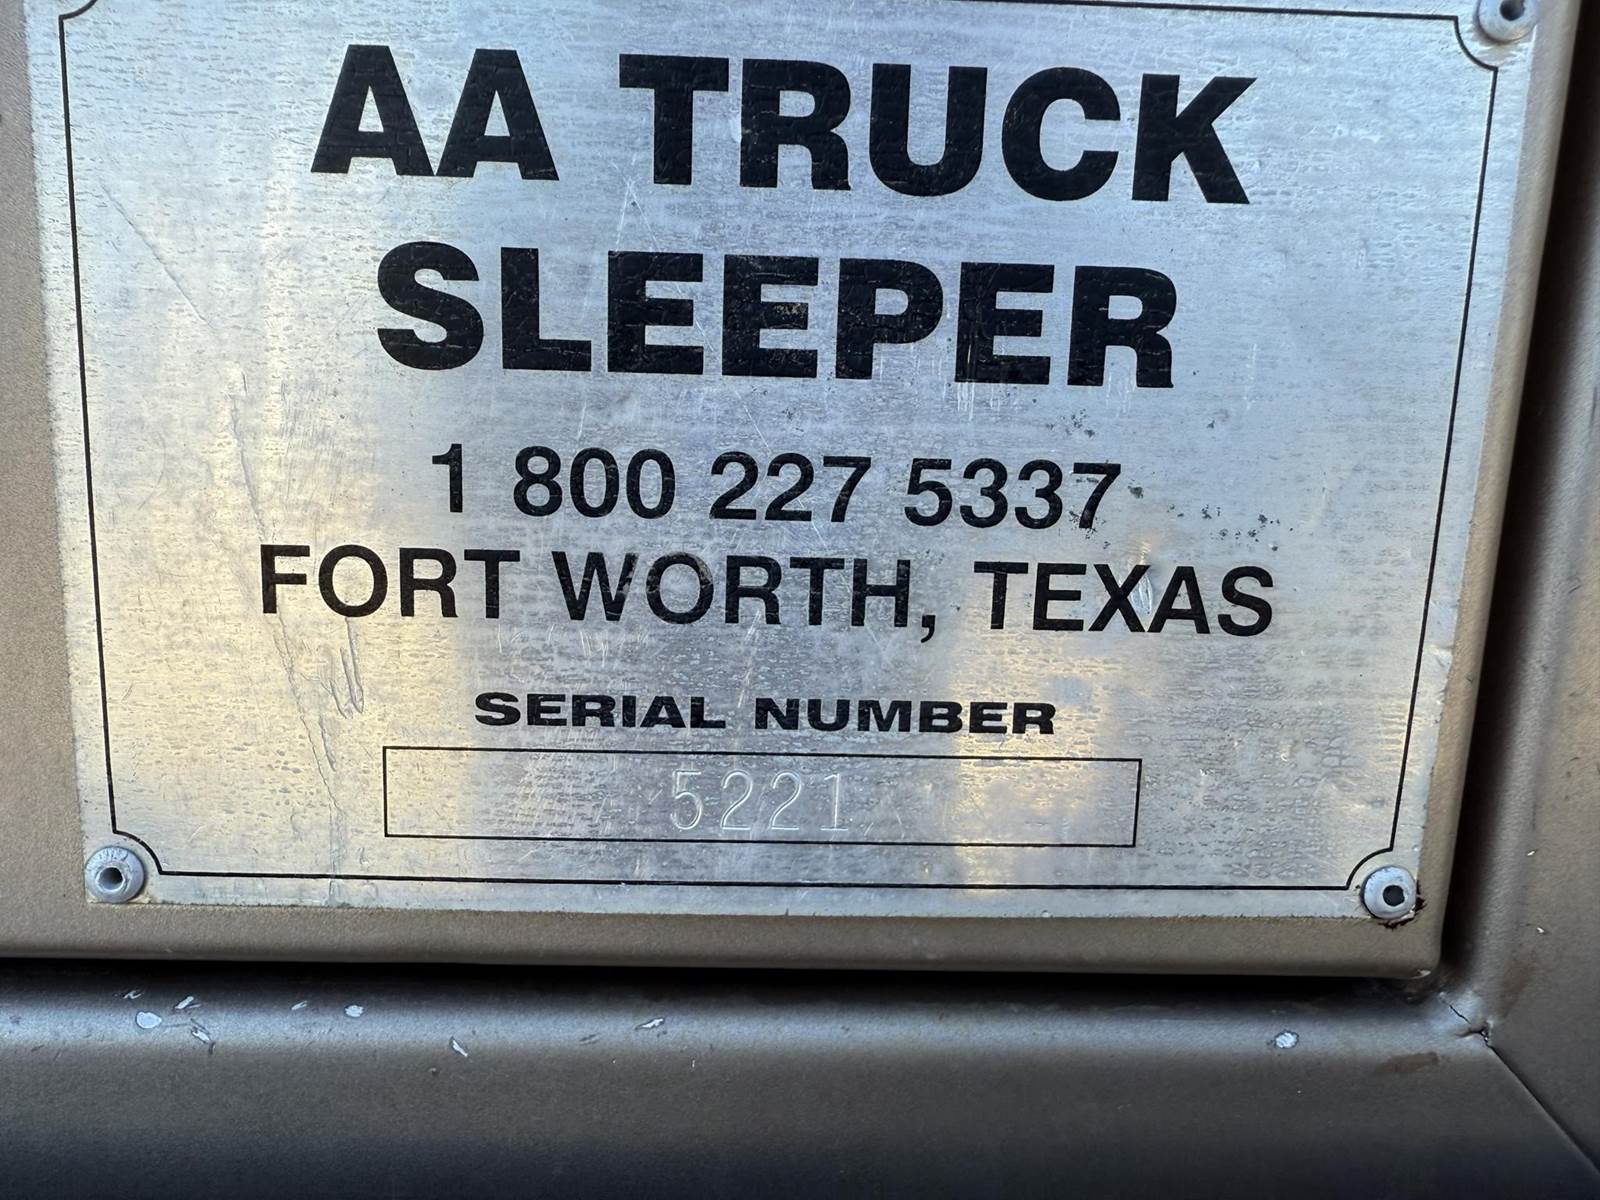 AA TRUCK
SLEEPER
1 800 227 5337
FORT WORTH, TEXAS
SERIAL NUMBER
5221